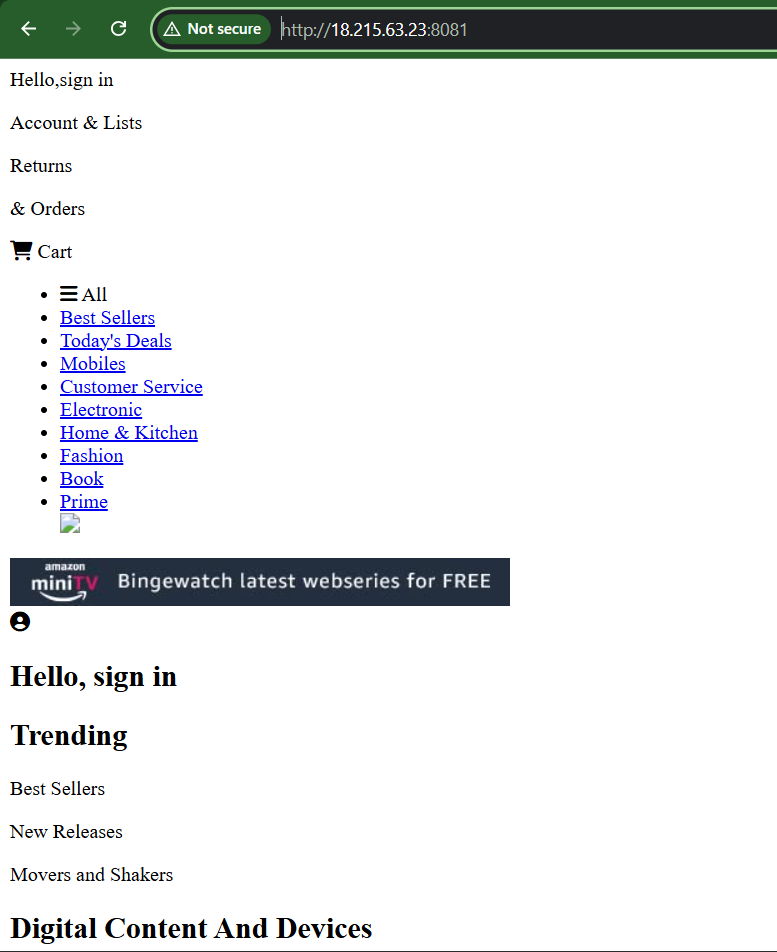 Not secure http://18.215.63.23:8081
Hello,sign in
Account & Lists
Returns
& Orders
Cart
All
Best Sellers
Today's Deals
Mobiles
Customer Service
Electronic
Home & Kitchen
Fashion
Book
Prime
amazon
miniTV Bingewatch latest webseries for FREE
Hello, sign in
Trending
Best Sellers
New Releases
Movers and Shakers
Digital Content And Devices